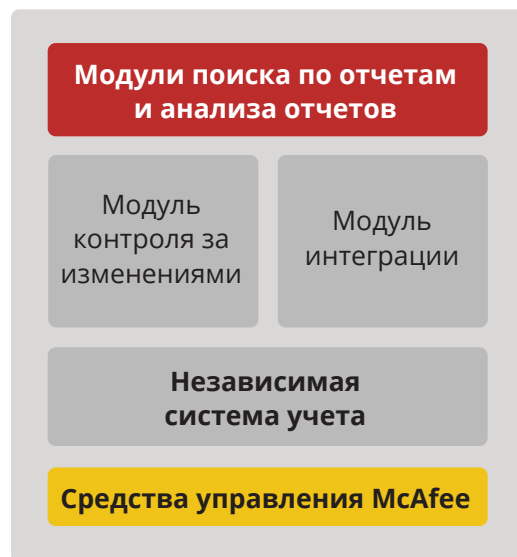 Модули поиска по отчетам
и анализа отчетов
Модуль
контроля за
изменениями
Модуль
интеграции
Независимая
система учета
Средства управления McAfee